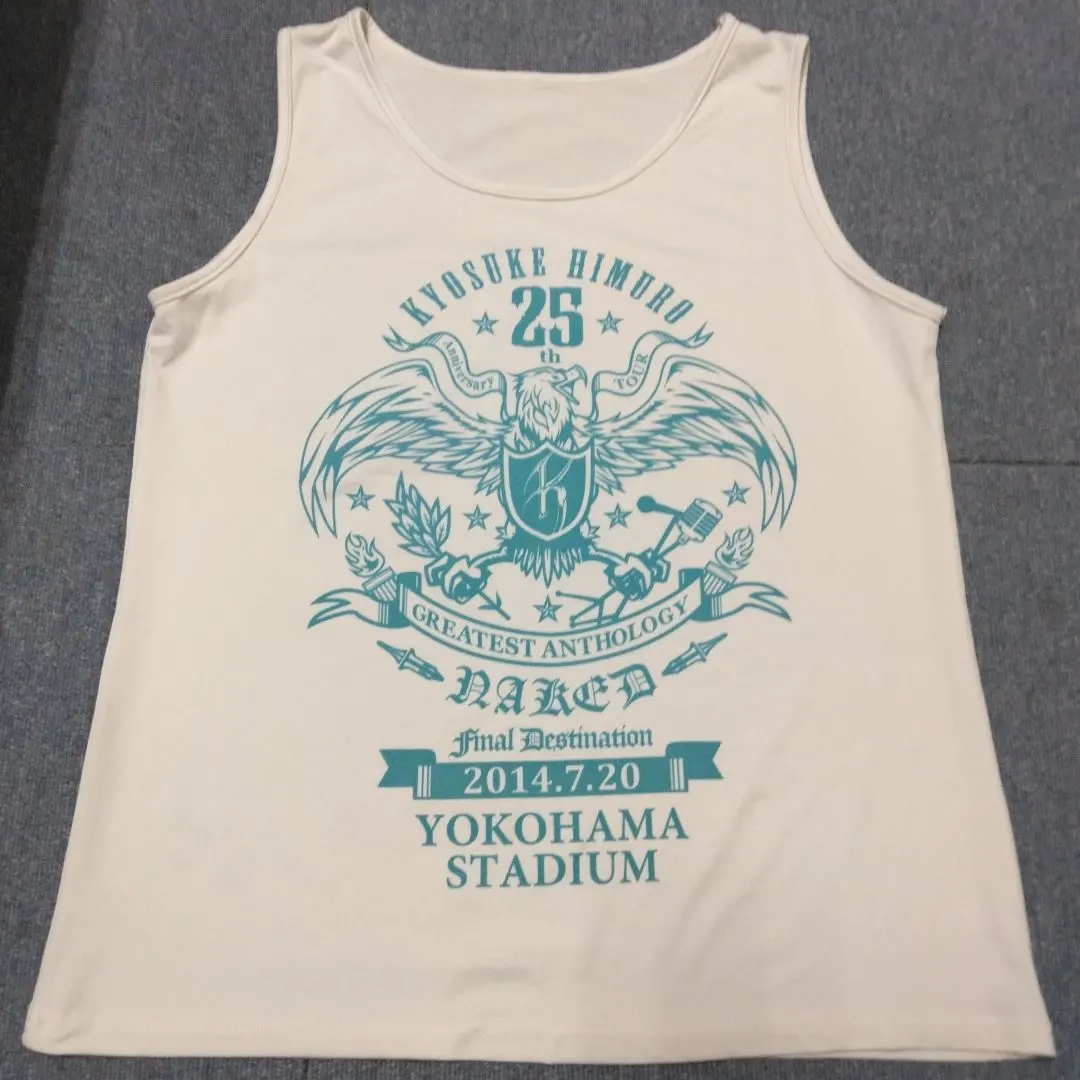 KYOSUKE HIMURO
25
th
Anniversary
TOUR
K
GREATEST ANTHOLOGY
NAKED
Final Destination
2014.7.20
YOKOHAMA
STADIUM